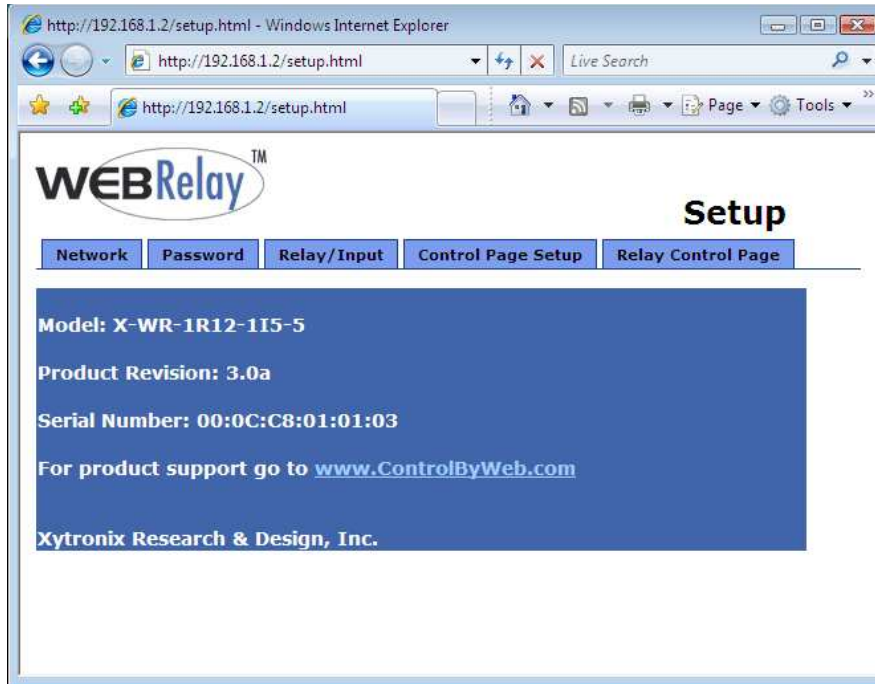 http://192.168.1.2/setup.html - Windows Internet Explorer
http://192.168.1.2/setup.html
Live Search
http://192.168.1.2/setup.html
Page
Tools
»
WEBRelay™
Setup
Network Password Relay/Input Control Page Setup Relay Control Page
Model: X-WR-1R12-1I5-5
Product Revision: 3.0a
Serial Number: 00:0C:C8:01:01:03
For product support go to www.ControlByWeb.com
Xytronix Research & Design, Inc.